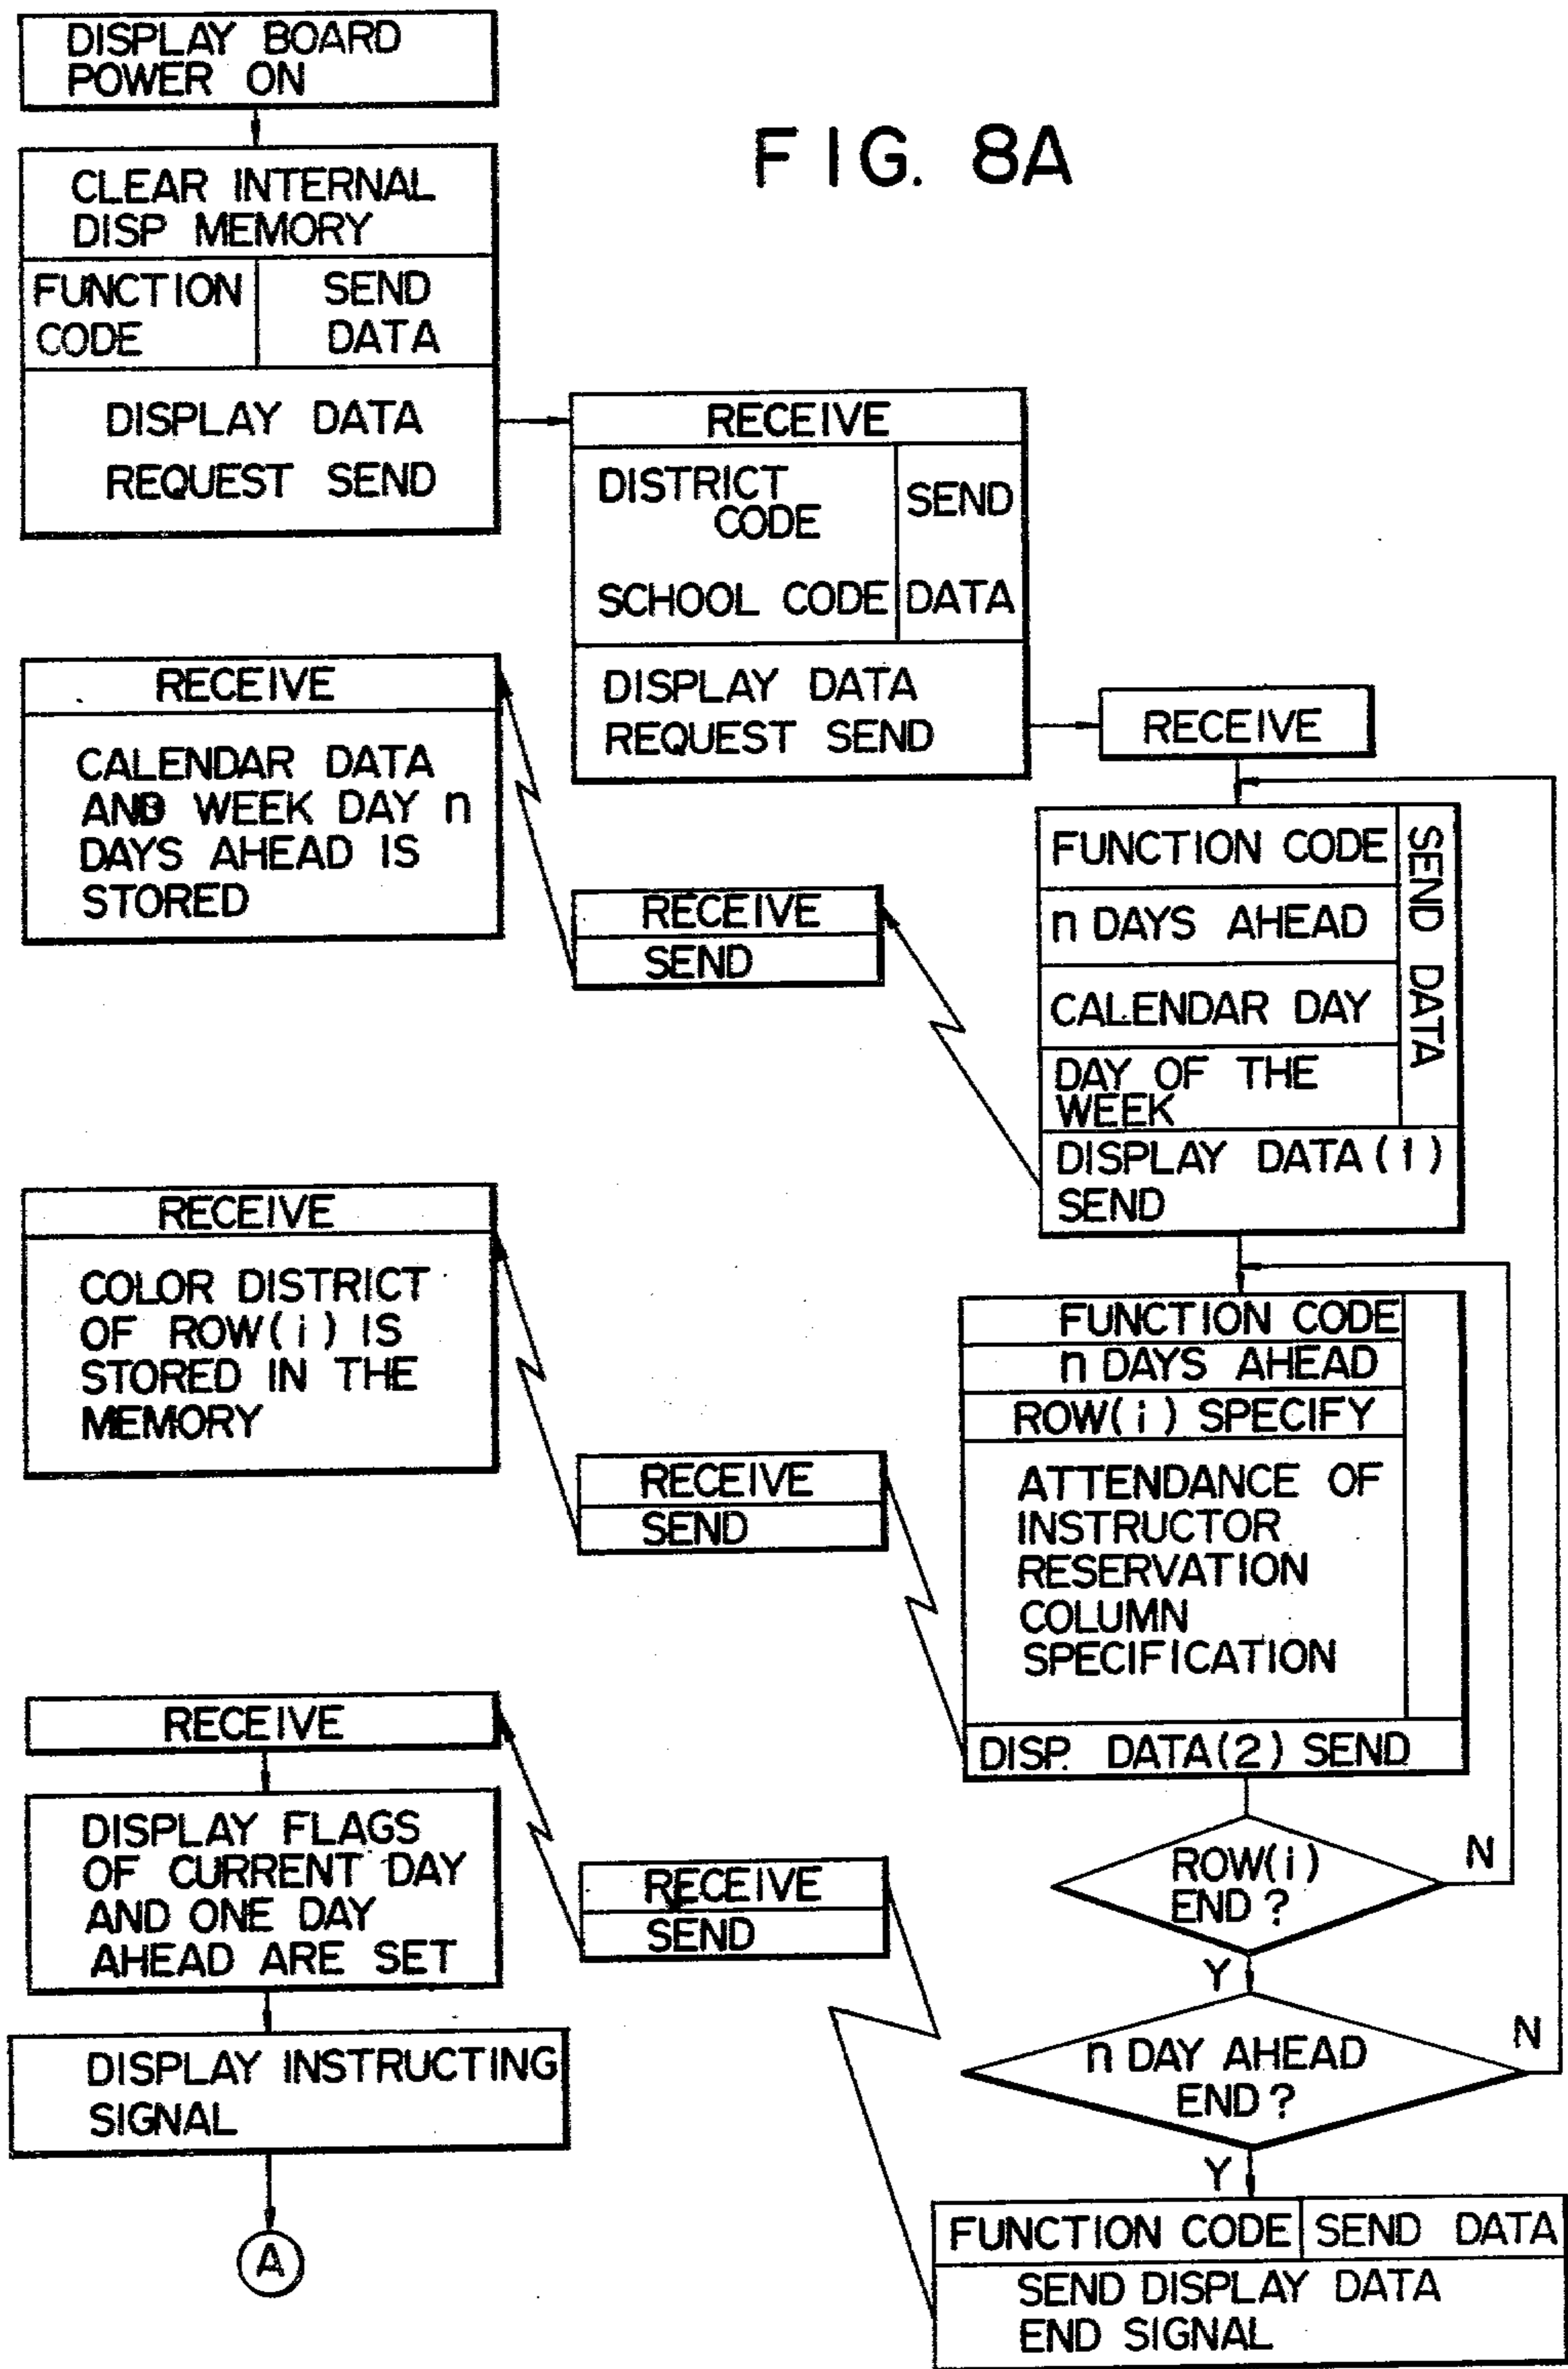 FIG. 8A
DISPLAY BOARD
POWER ON
CLEAR INTERNAL
DISP MEMORY
FUNCTION
CODE
SEND
DATA
DISPLAY DATA
REQUEST SEND
RECEIVE
DISTRICT
CODE
SCHOOL CODE
SEND
DATA
DISPLAY DATA
REQUEST SEND
RECEIVE
FUNCTION CODE
n DAYS AHEAD
CALENDAR DAY
DAY OF THE
WEEK
SEND DATA
DISPLAY DATA(1)
SEND
RECEIVE
SEND
RECEIVE
CALENDAR DATA
AND WEEK DAY n
DAYS AHEAD IS
STORED
FUNCTION CODE
n DAYS AHEAD
ROW(i) SPECIFY
ATTENDANCE OF
INSTRUCTOR
RESERVATION
COLUMN
SPECIFICATION
DISP. DATA(2) SEND
RECEIVE
SEND
RECEIVE
COLOR DISTRICT
OF ROW(i) IS
STORED IN THE
MEMORY
ROW(i)
END?
N
Y
n DAY AHEAD
END?
N
Y
FUNCTION CODE SEND DATA
SEND DISPLAY DATA
END SIGNAL
RECEIVE
SEND
RECEIVE
DISPLAY FLAGS
OF CURRENT DAY
AND ONE DAY
AHEAD ARE SET
DISPLAY INSTRUCTING
SIGNAL
A